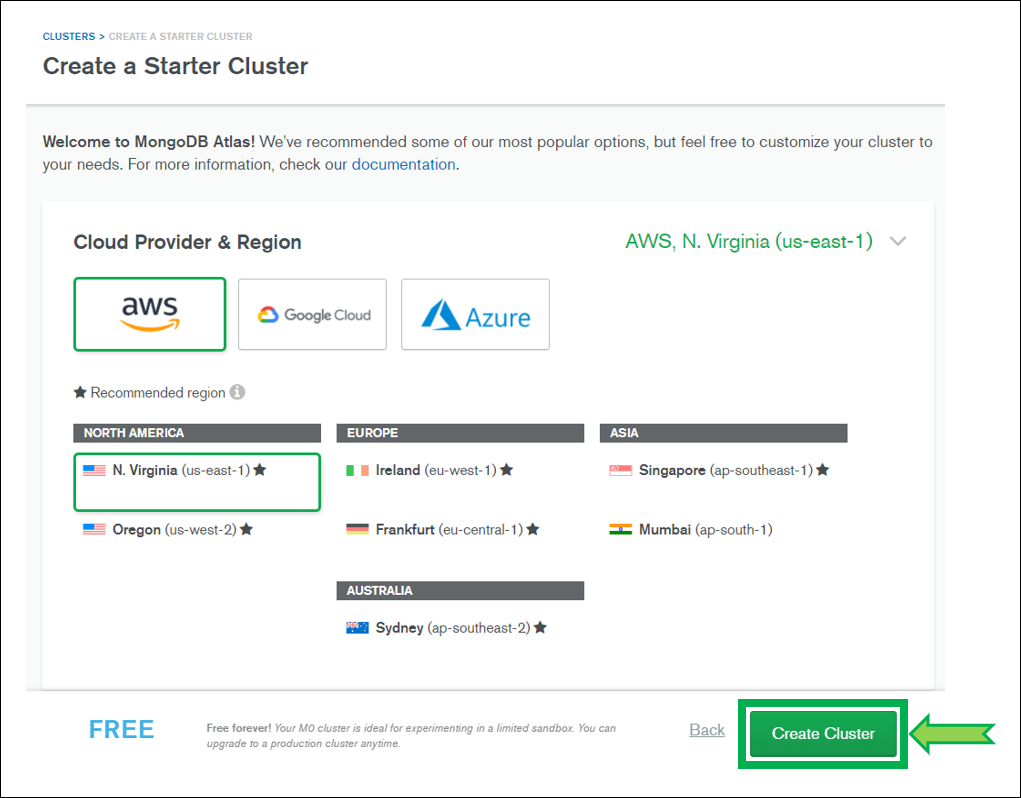 CLUSTERS > CREATE A STARTER CLUSTER
Create a Starter Cluster
Welcome to MongoDB Atlas! We've recommended some of our most popular options, but feel free to customize your cluster to
your needs. For more information, check our documentation.
Cloud Provider & Region
AWS, N. Virginia (us-east-1)
aws
Google Cloud
Azure
★ Recommended region
NORTH AMERICA
N. Virginia (us-east-1) ★
Oregon (us-west-2) ★
EUROPE
Ireland (eu-west-1) ★
Frankfurt (eu-central-1) ★
ASIA
Singapore (ap-southeast-1) ★
Mumbai (ap-south-1)
AUSTRALIA
Sydney (ap-southeast-2) ★
FREE
Free forever! Your M0 cluster is ideal for experimenting in a limited sandbox. You can
upgrade to a production cluster anytime.
Back
Create Cluster